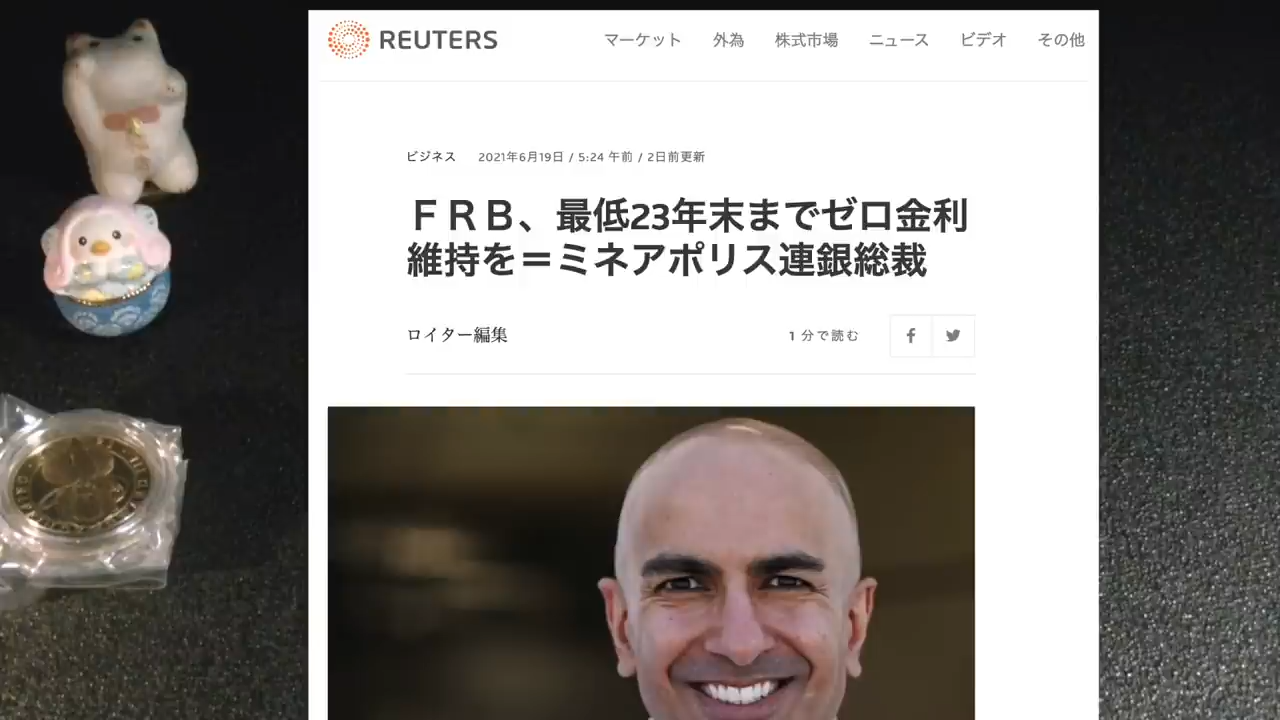 REUTERS
マーケット 外為 株式市場 ニュース ビデオ その他
ビジネス 2021年6月19日 / 5:24 午前 / 2日前更新
ＦＲＢ、最低23年末までゼロ金利
維持を＝ミネアポリス連銀総裁
ロイター編集 1 分で読む